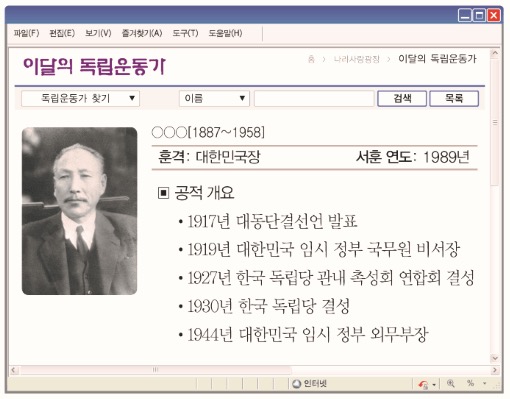 파일(F) 편집(E) 보기(V) 즐겨찾기(A) 도구(T) 도움말(H)
이달의 독립운동가
홈 > 나라사랑광장 > 이달의 독립운동가
독립운동가 찾기 ▼ 이름 ▼ 검색 목록
○○○[1887~1958]
훈격: 대한민국장 서훈 연도: 1989년
▣ 공적 개요
• 1917년 대동단결선언 발표
• 1919년 대한민국 임시 정부 국무원 비서장
• 1927년 한국 독립당 관내 촉성회 연합회 결성
• 1930년 한국 독립당 결성
• 1944년 대한민국 임시 정부 외무부장
인터넷 %